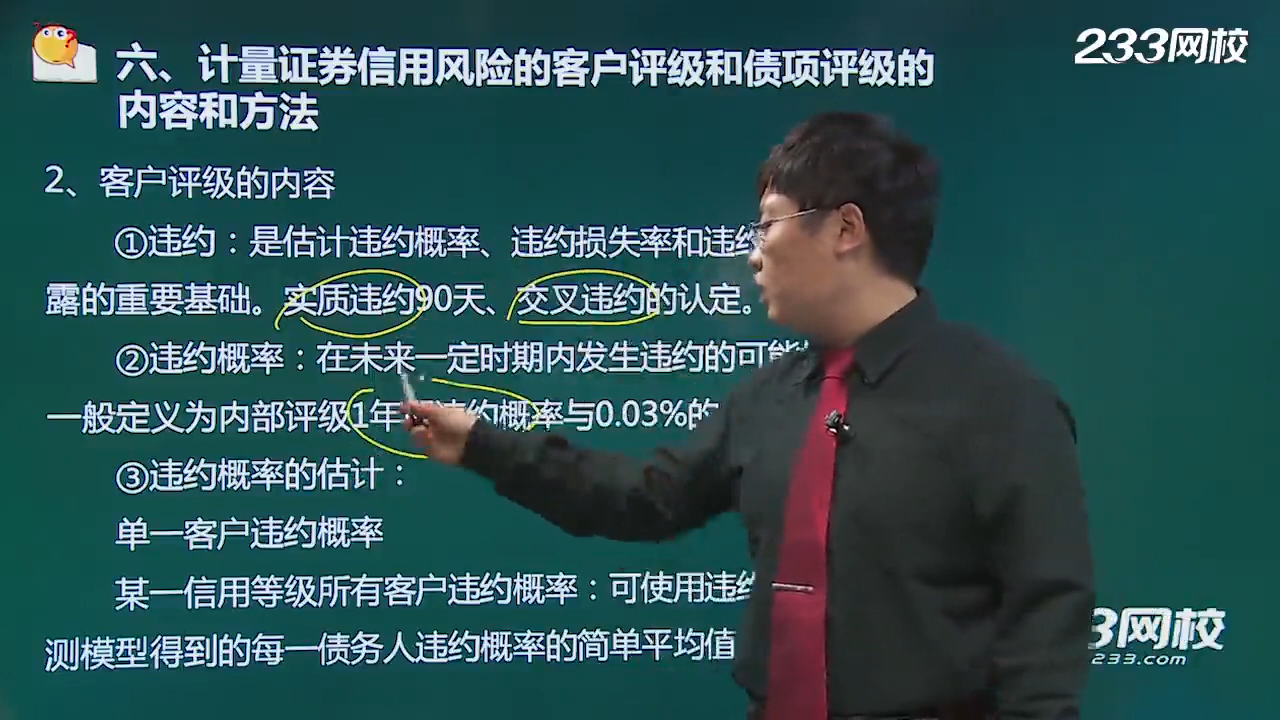 233网校
六、计量证券信用风险的客户评级和债项评级的
内容和方法
2、客户评级的内容
①违约：是估计违约概率、违约损失率和违约
露的重要基础。实质违约90天、交叉违约的认定。
②违约概率：在未来一定时期内发生违约的可能
一般定义为内部评级1年期违约概率与0.03%的
③违约概率的估计：
单一客户违约概率
某一信用等级所有客户违约概率：可使用违约
测模型得到的每一债务人违约概率的简单平均值
3网校
233.com